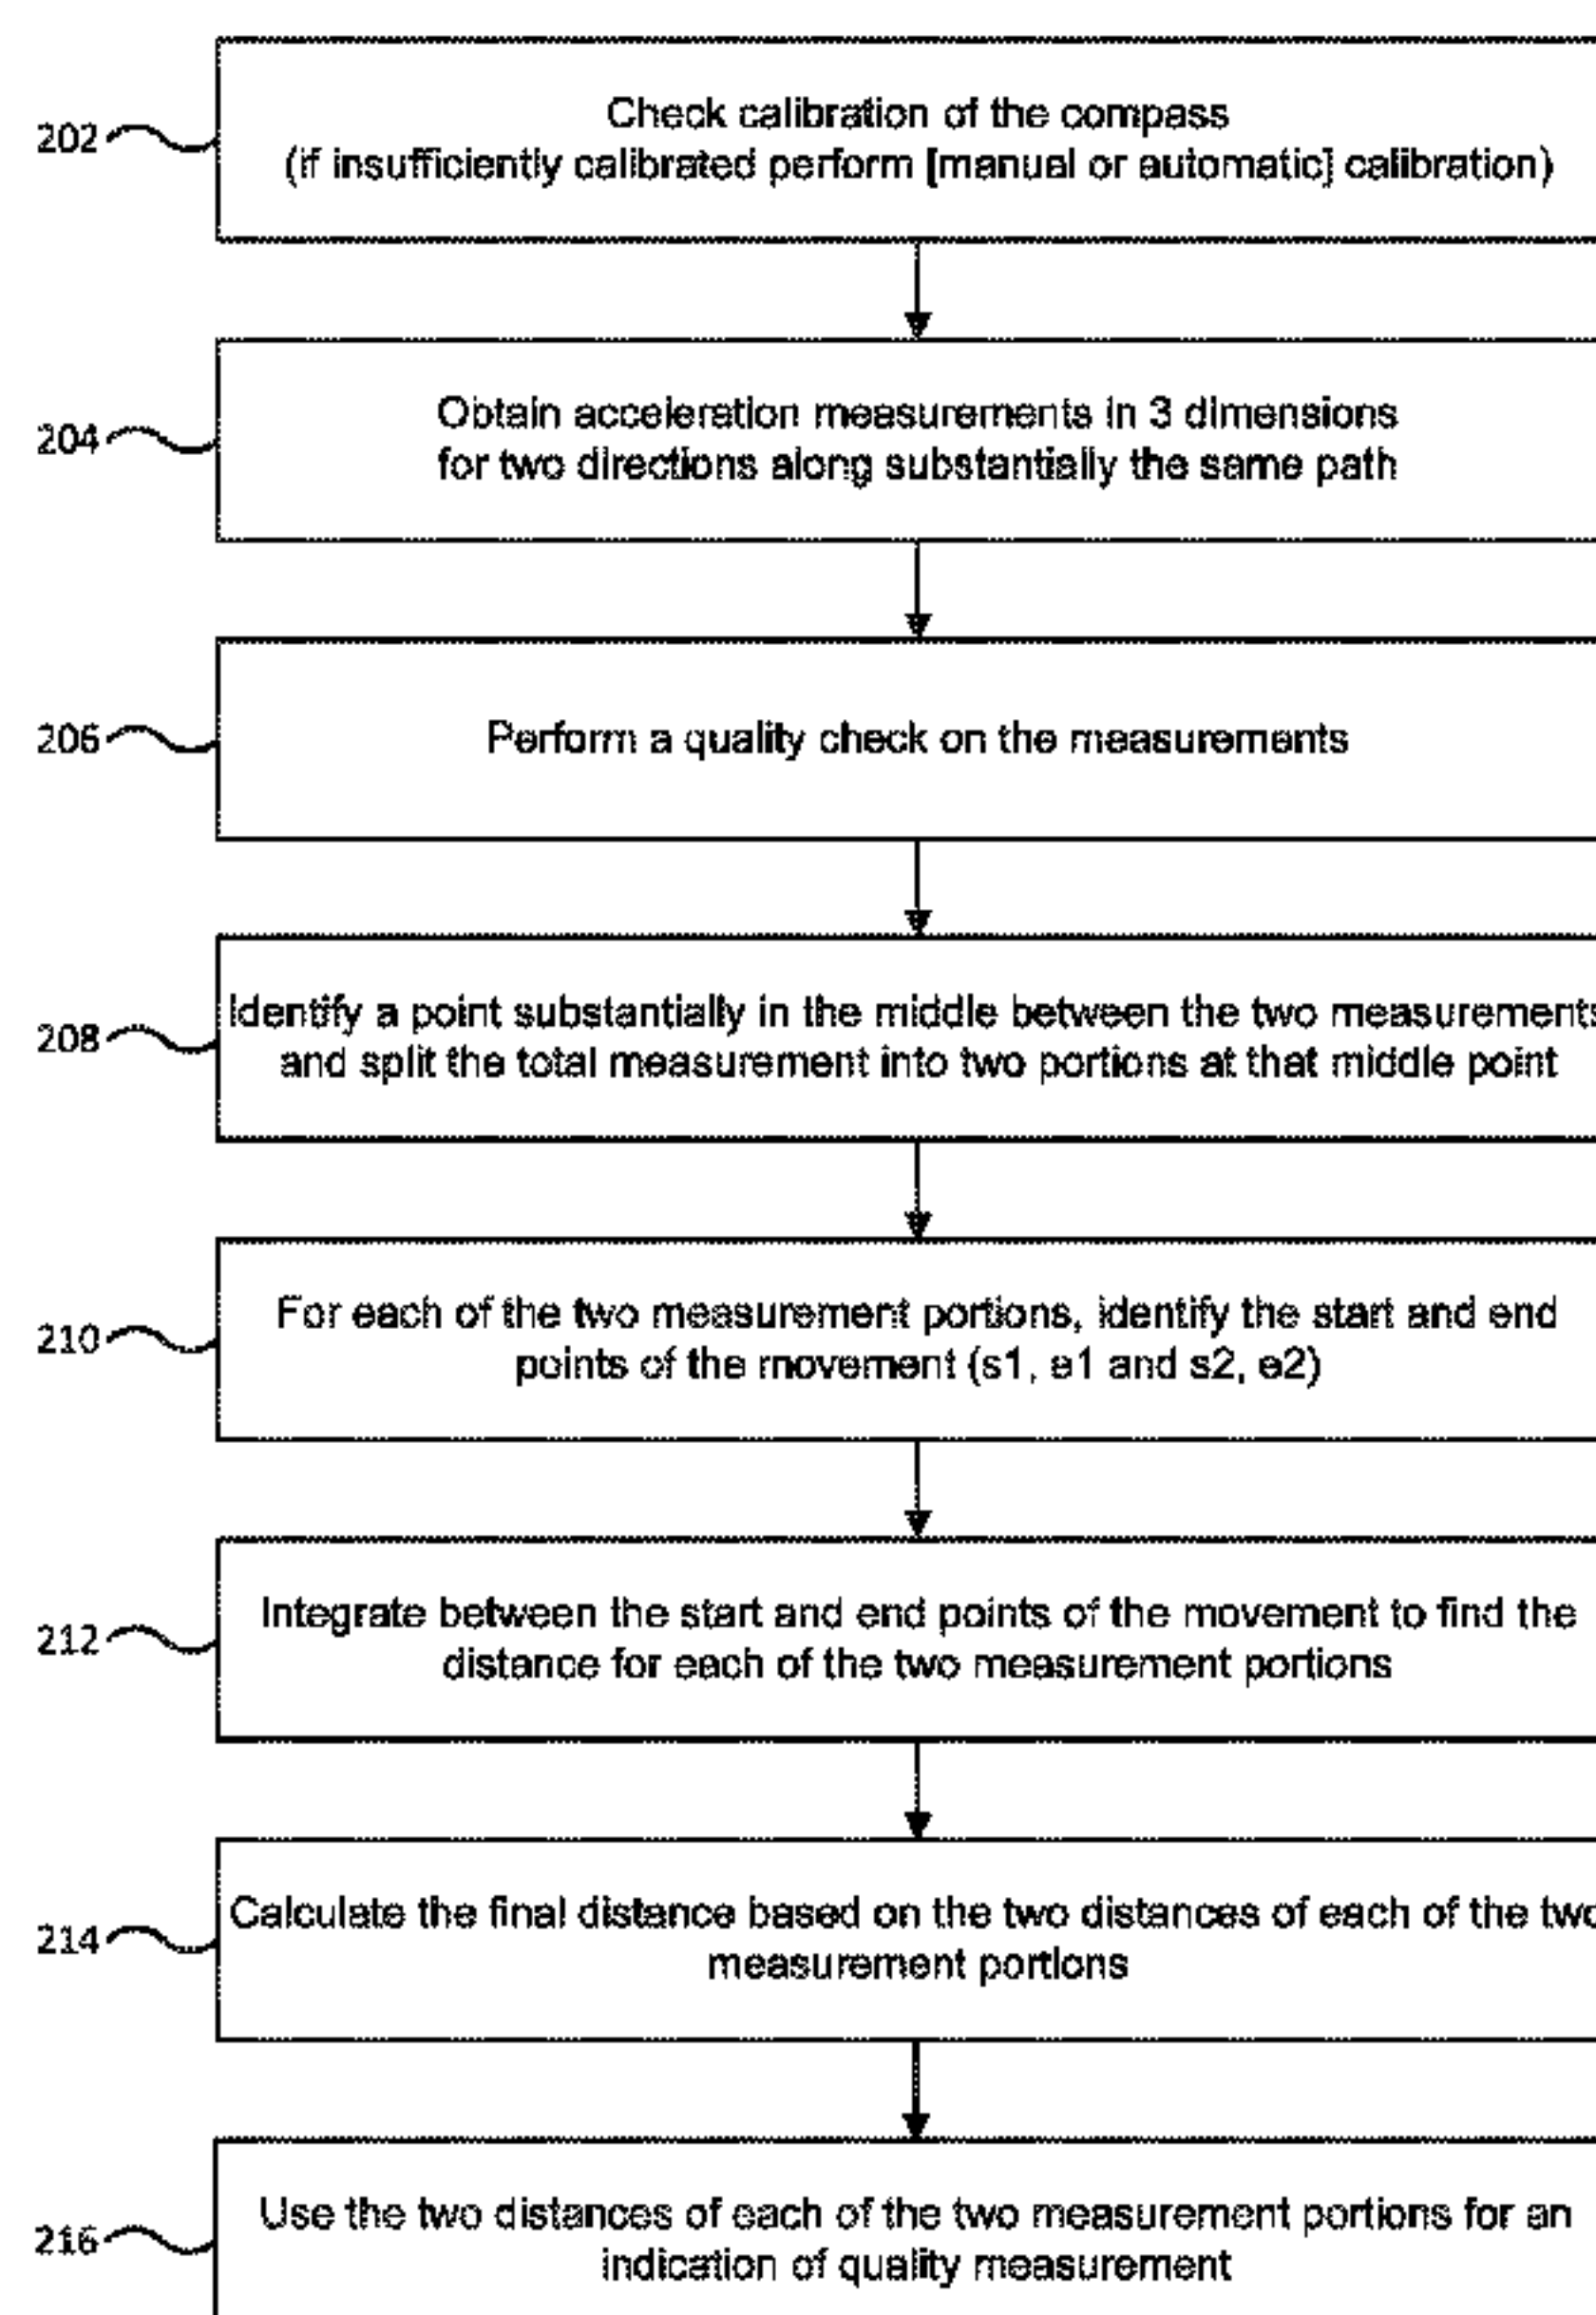 202
Check calibration of the compass
(if insufficiently calibrated perform [manual or automatic] calibration)
204
Obtain acceleration measurements in 3 dimensions
for two directions along substantially the same path
206
Perform a quality check on the measurements
208
Identify a point substantially in the middle between the two measurements
and split the total measurement into two portions at that middle point
210
For each of the two measurement portions, identify the start and end
points of the movement (s1, e1 and s2, e2)
212
Integrate between the start and end points of the movement to find the
distance for each of the two measurement portions
214
Calculate the final distance based on the two distances of each of the two
measurement portions
216
Use the two distances of each of the two measurement portions for an
indication of quality measurement